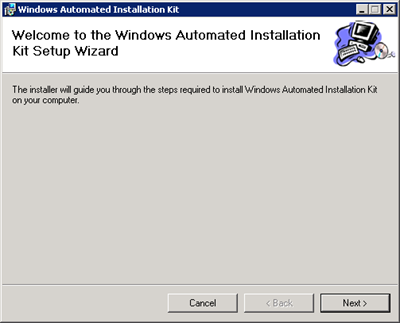 Windows Automated Installation Kit
Welcome to the Windows Automated Installation
Kit Setup Wizard
The installer will guide you through the steps required to install Windows Automated Installation Kit
on your computer.
Cancel
< Back
Next >